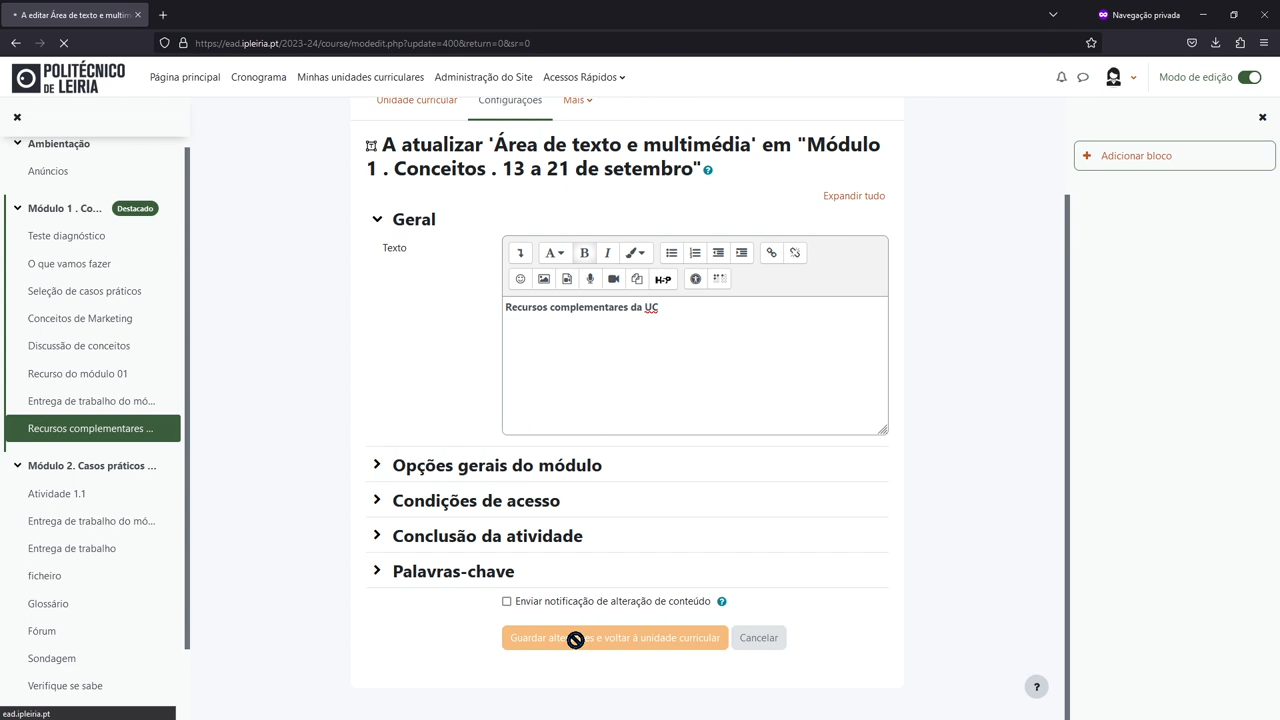 A editar Área de texto e multim
Navegação privada
https://ead.ipleiria.pt/2023-24/course/modedit.php?update=400&return=0&sr=0
POLITÉCNICO
DE LEIRIA
Página principal
Cronograma
Minhas unidades curriculares
Administração do Site
Acessos Rápidos
Modo de edição
Ambientação
Anúncios
Módulo 1 . Co...
Destacado
Teste diagnóstico
O que vamos fazer
Seleção de casos práticos
Conceitos de Marketing
Discussão de conceitos
Recurso do módulo 01
Entrega de trabalho do mó...
Recursos complementares ...
Módulo 2. Casos práticos ...
Atividade 1.1
Entrega de trabalho do mó...
Entrega de trabalho
ficheiro
Glossário
Fórum
Sondagem
Verifique se sabe
ead.ipleiria.pt
Unidade curricular
Configurações
Mais
A atualizar 'Área de texto e multimédia' em "Módulo
1 . Conceitos . 13 a 21 de setembro"
Expandir tudo
Geral
Texto
A
B
I
H-P
Recursos complementares da UC
Opções gerais do módulo
Condições de acesso
Conclusão da atividade
Palavras-chave
Enviar notificação de alteração de conteúdo
Guardar alterações e voltar à unidade curricular
Cancelar
Adicionar bloco
?